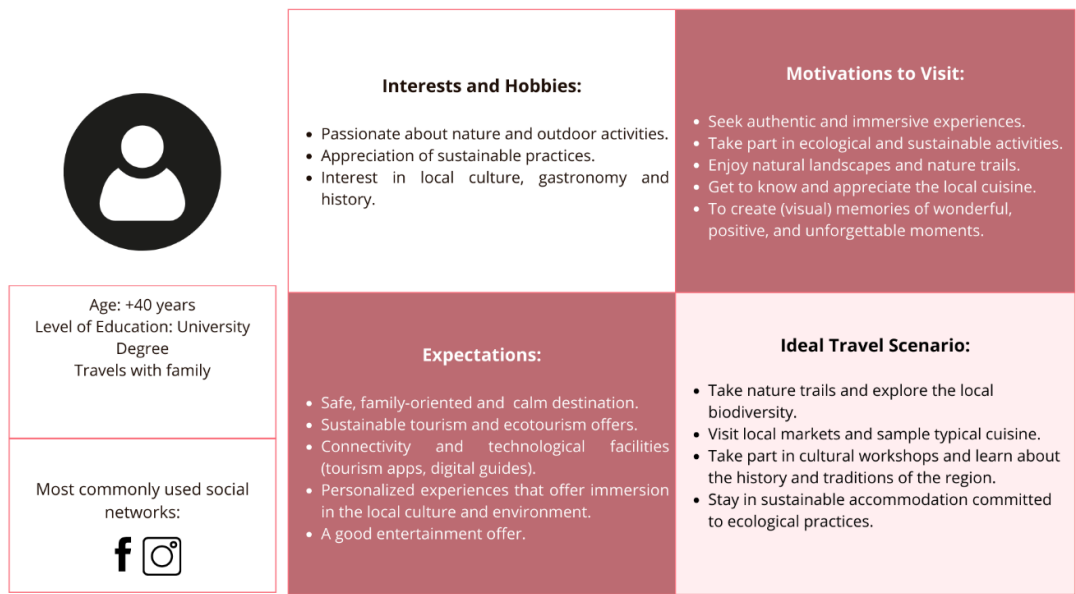 Age: +40 years
Level of Education: University
Degree
Travels with family
Most commonly used social
networks:
Interests and Hobbies:
• Passionate about nature and outdoor activities.
• Appreciation of sustainable practices.
• Interest in local culture, gastronomy and
history.
Motivations to Visit:
• Seek authentic and immersive experiences.
• Take part in ecological and sustainable activities.
• Enjoy natural landscapes and nature trails.
• Get to know and appreciate the local cuisine.
• To create (visual) memories of wonderful,
positive, and unforgettable moments.
Expectations:
• Safe, family-oriented and calm destination.
• Sustainable tourism and ecotourism offers.
• Connectivity and technological facilities
(tourism apps, digital guides).
• Personalized experiences that offer immersion
in the local culture and environment.
• A good entertainment offer.
Ideal Travel Scenario:
• Take nature trails and explore the local
biodiversity.
• Visit local markets and sample typical cuisine.
• Take part in cultural workshops and learn about
the history and traditions of the region.
• Stay in sustainable accommodation committed
to ecological practices.